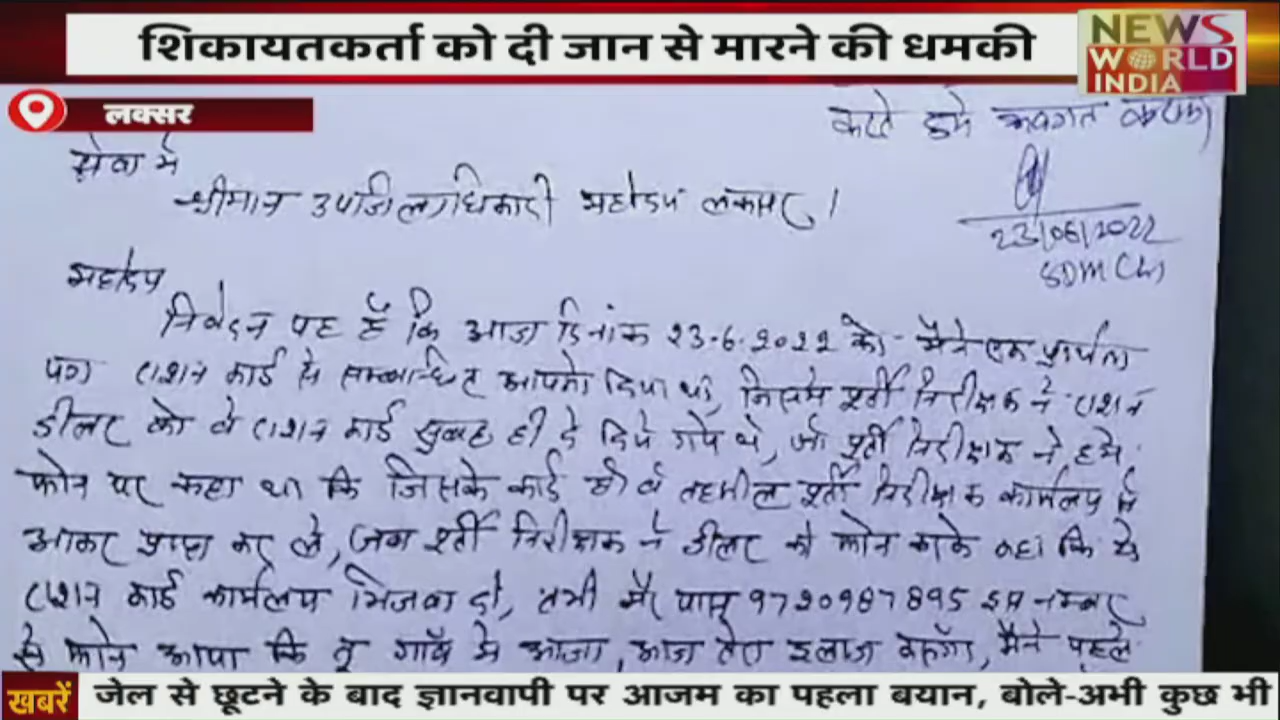 शिकायतकर्ता को दी जान से मारने की धमकी
NEWS
WORLD
INDIA
लक्सर
करते हुये अवगत कराये
सेवा में
श्रीमान उपजिलाधिकारी महोदय लक्सर।
23/06/2022
SDM
महोदय
निवेदन यह है कि आज दिनांक 23-6-2022 को मैने एक प्रार्थना
पत्र राशन कार्ड से सम्बन्धित आपको दिया था, जिसमे पूर्ती निरीक्षक ने राशन
डीलर को वे राशन कार्ड सुबह ही दे दिये गये थे, जो पूर्ती निरीक्षक ने हमे
फोन पर कहा था कि जिसके कार्ड हो वे तहसील पूर्ती निरीक्षक कार्यालय से
आकर प्राप्त कर ले, जब पूर्ती निरीक्षक ने डीलर को फोन करके कहा कि ये
राशन कार्ड कार्यालय भिजवा दो, तभी मेरे पास 9720987895 इस नम्बर
से फोन आया कि तू गाँव मे आजा, आज तेरा इलाज करूँगा, मैने पहले
खबरें जेल से छूटने के बाद ज्ञानवापी पर आजम का पहला बयान, बोले-अभी कुछ भी